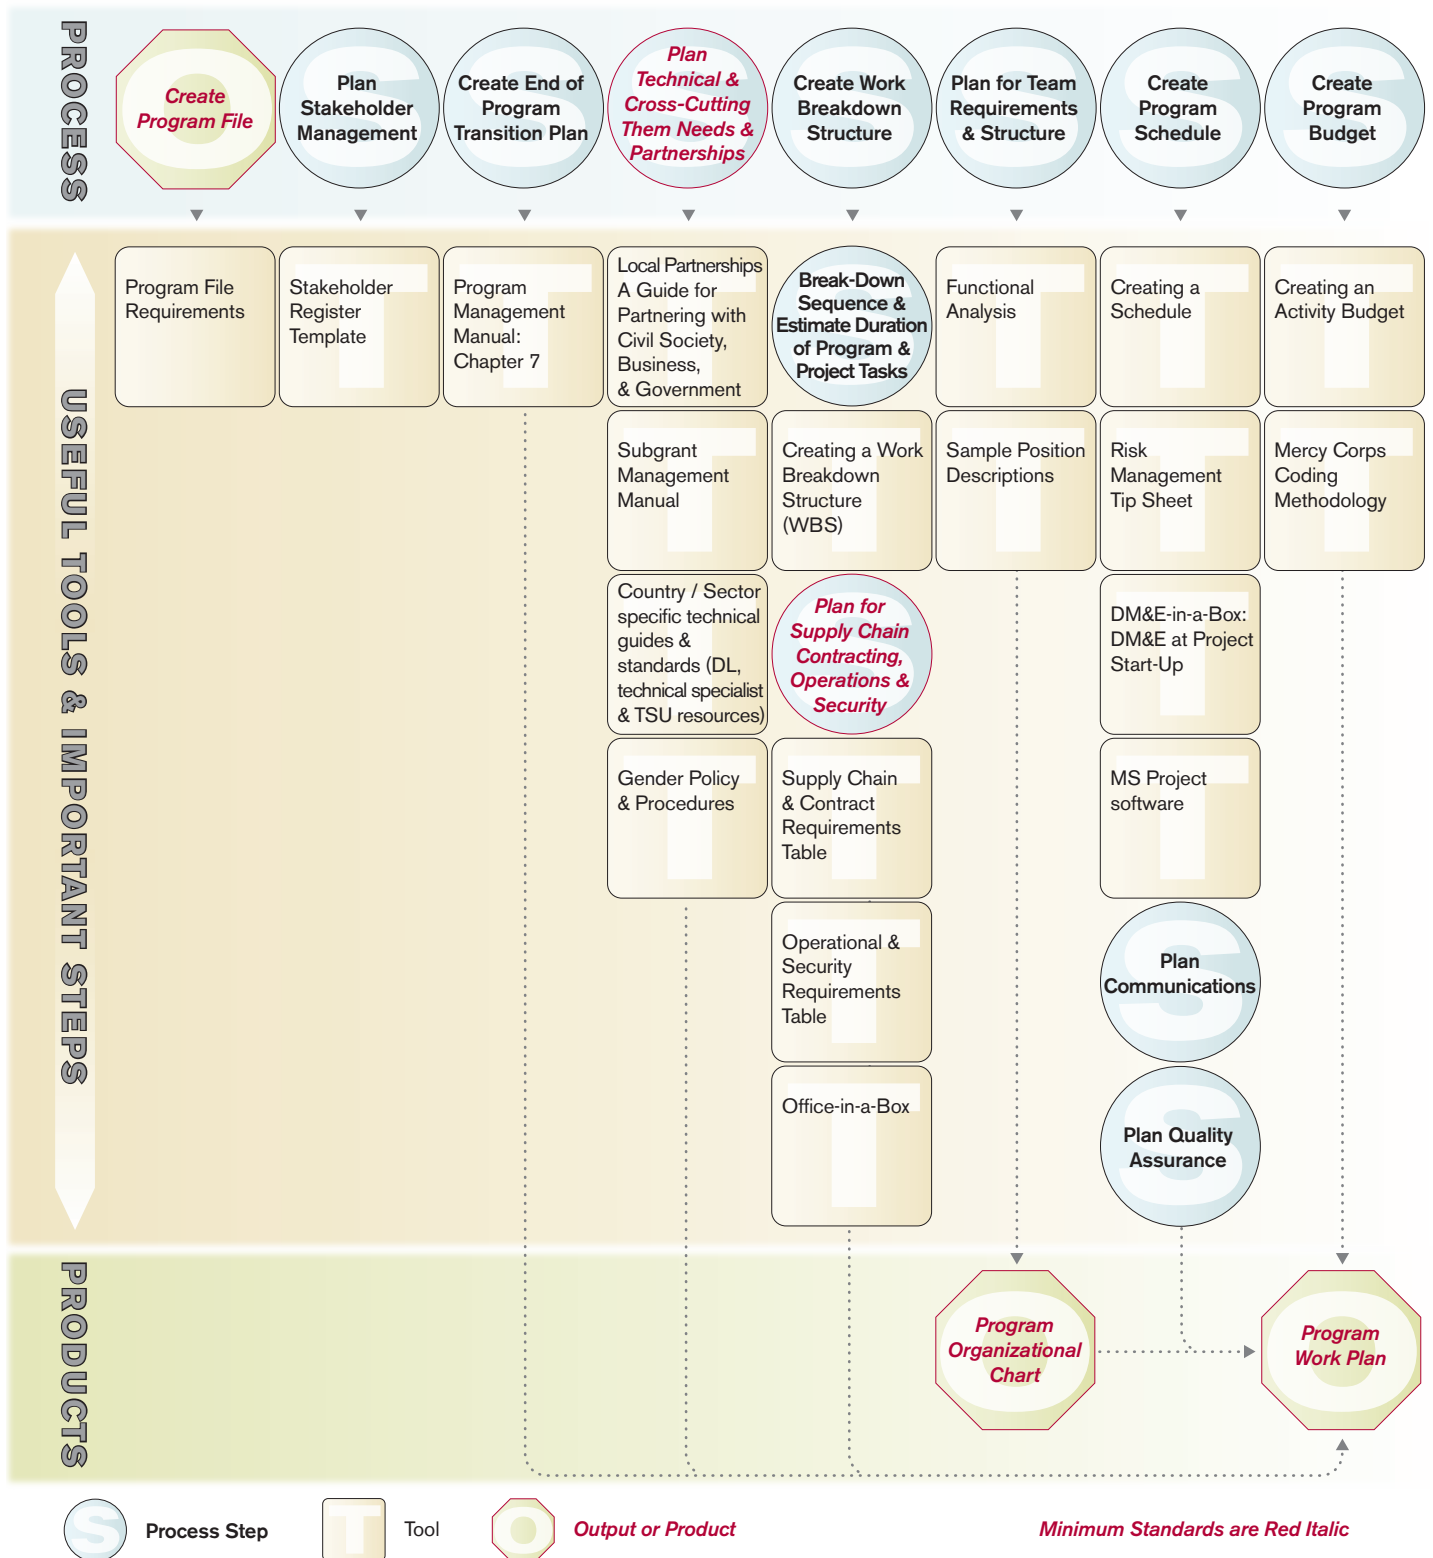 PROCESS
Create
Program File
Plan
Stakeholder
Management
Create End of
Program
Transition Plan
Plan
Technical &
Cross-Cutting
Them Needs &
Partnerships
Create Work
Breakdown
Structure
Plan for Team
Requirements
& Structure
Create
Program
Schedule
Create
Program
Budget
USEFUL TOOLS & IMPORTANT STEPS
Program File
Requirements
Stakeholder
Register
Template
Program
Management
Manual:
Chapter 7
Local Partnerships
A Guide for
Partnering with
Civil Society,
Business,
& Government
Subgrant
Management
Manual
Country / Sector
specific technical
guides &
standards (DL,
technical specialist
& TSU resources)
Gender Policy
& Procedures
Break-Down
Sequence &
Estimate Duration
of Program &
Project Tasks
Creating a Work
Breakdown
Structure
(WBS)
Plan for
Supply Chain
Contracting,
Operations &
Security
Supply Chain
& Contract
Requirements
Table
Operational &
Security
Requirements
Table
Office-in-a-Box
Functional
Analysis
Sample Position
Descriptions
Creating a
Schedule
Risk
Management
Tip Sheet
DM&E-in-a-Box:
DM&E at Project
Start-Up
MS Project
software
Plan
Communications
Plan Quality
Assurance
Creating an
Activity Budget
Mercy Corps
Coding
Methodology
PRODUCTS
Program
Organizational
Chart
Program
Work Plan
S
Process Step
T
Tool
O
Output or Product
Minimum Standards are Red Italic